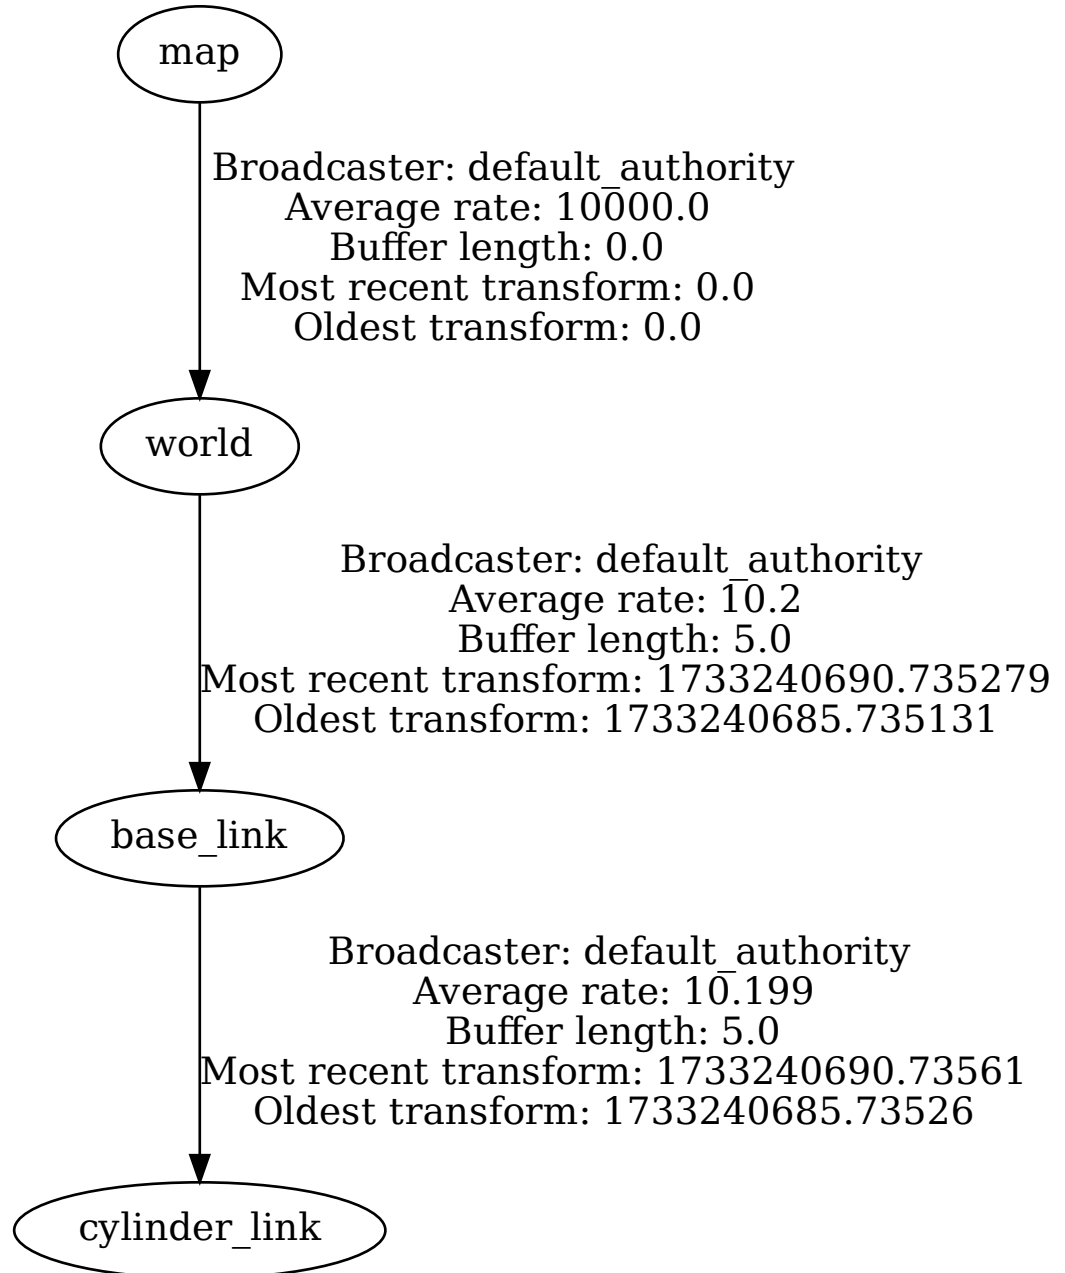 map
Broadcaster: default_authority
Average rate: 10000.0
Buffer length: 0.0
Most recent transform: 0.0
Oldest transform: 0.0
world
Broadcaster: default_authority
Average rate: 10.2
Buffer length: 5.0
Most recent transform: 1733240690.735279
Oldest transform: 1733240685.735131
base_link
Broadcaster: default_authority
Average rate: 10.199
Buffer length: 5.0
Most recent transform: 1733240690.73561
Oldest transform: 1733240685.73526
cylinder_link